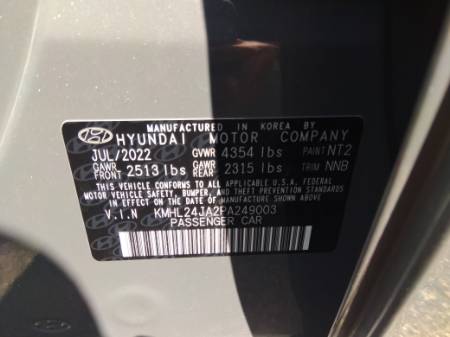 MANUFACTURED IN KOREA BY
HYUNDAI MOTOR COMPANY
JUL/2022 GVWR 4354 lbs PAINT NT2
GAWR FRONT 2513 lbs GAWR REAR 2315 lbs TRIM NNB
THIS VEHICLE CONFORMS TO ALL APPLICABLE U.S.A. FEDERAL
MOTOR VEHICLE SAFETY, BUMPER, AND THEFT PREVENTION
STANDARDS IN EFFECT ON THE DATE OF MANUFACTURE SHOWN ABOVE.
V.I.N KMHL24JA2PA249003
PASSENGER CAR
HYUNDAI